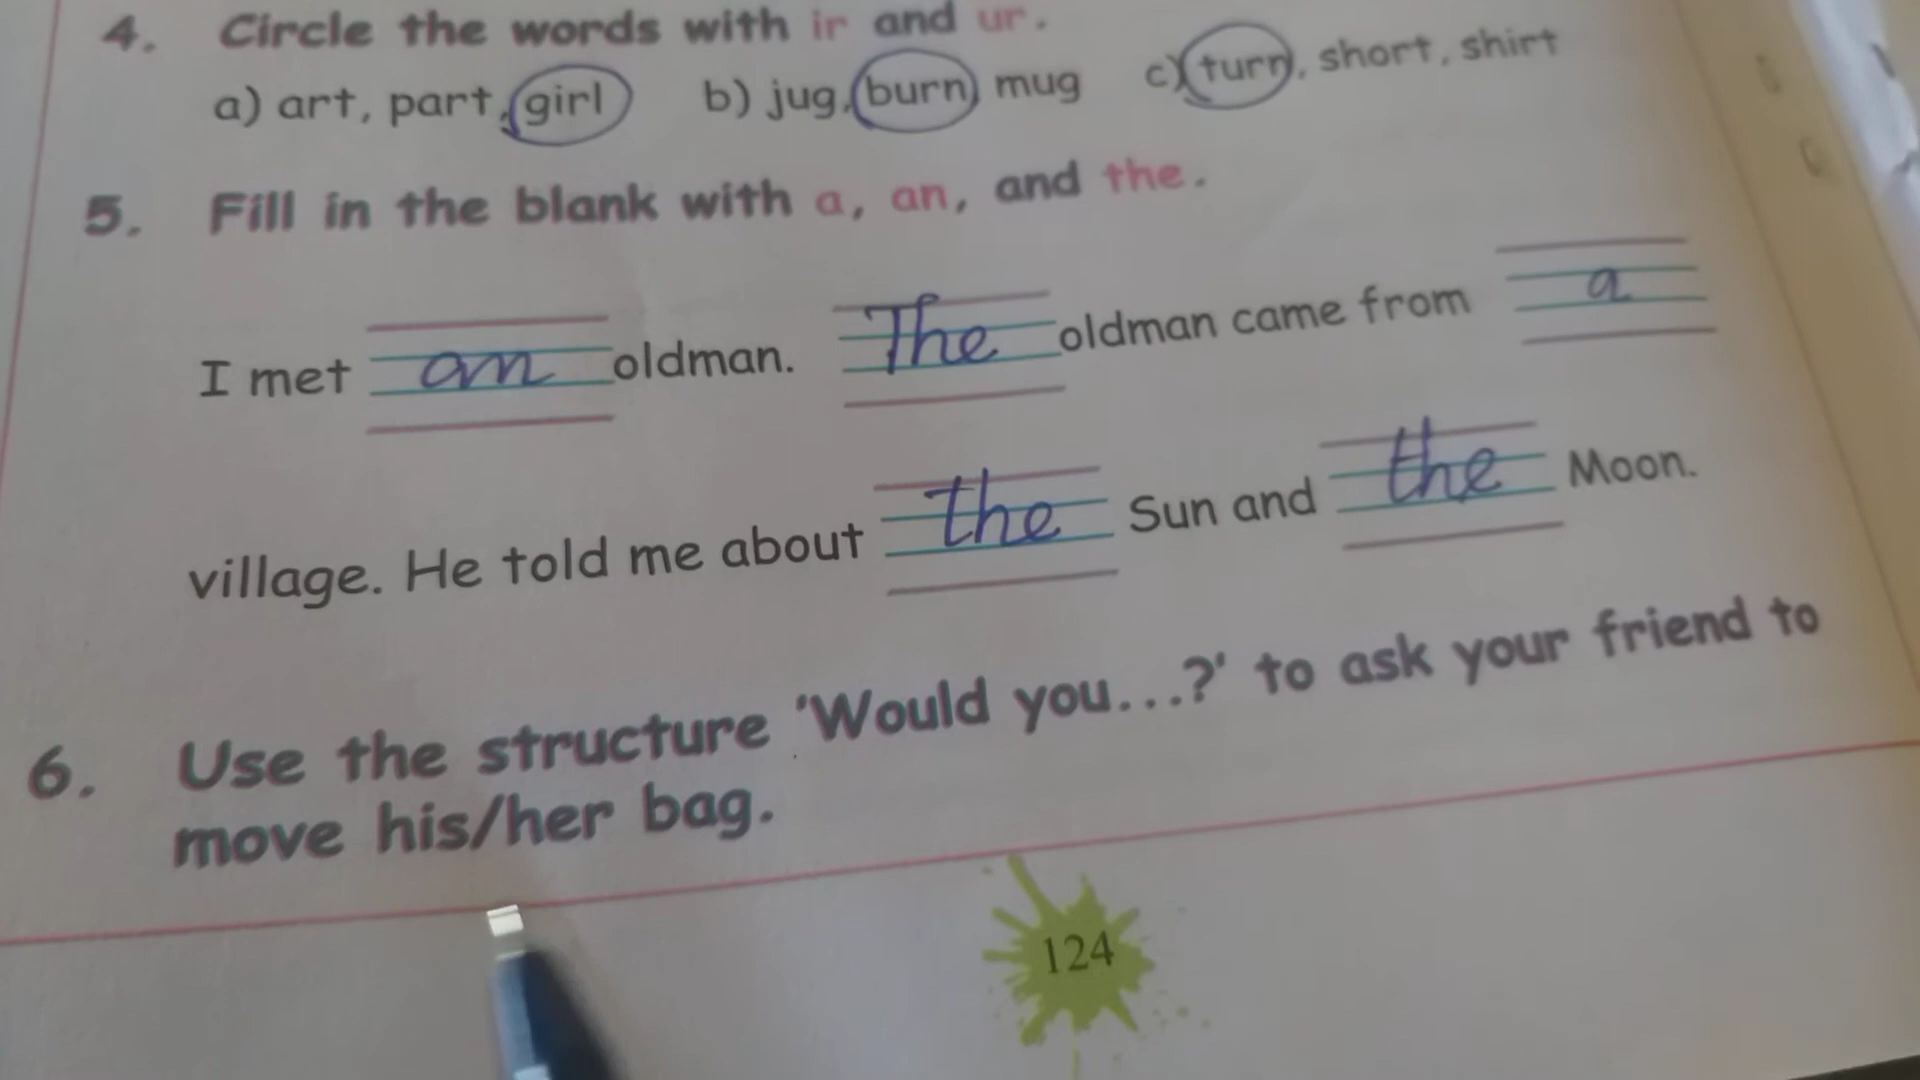 4. Circle the words with ir and ur.
a) art, part, girl b) jug, burn, mug c) turn, short, shirt
5. Fill in the blank with a, an, and the.
I met an oldman. The oldman came from a
village. He told me about the Sun and the Moon.
6. Use the structure 'Would you...?' to ask your friend to
move his/her bag.
124